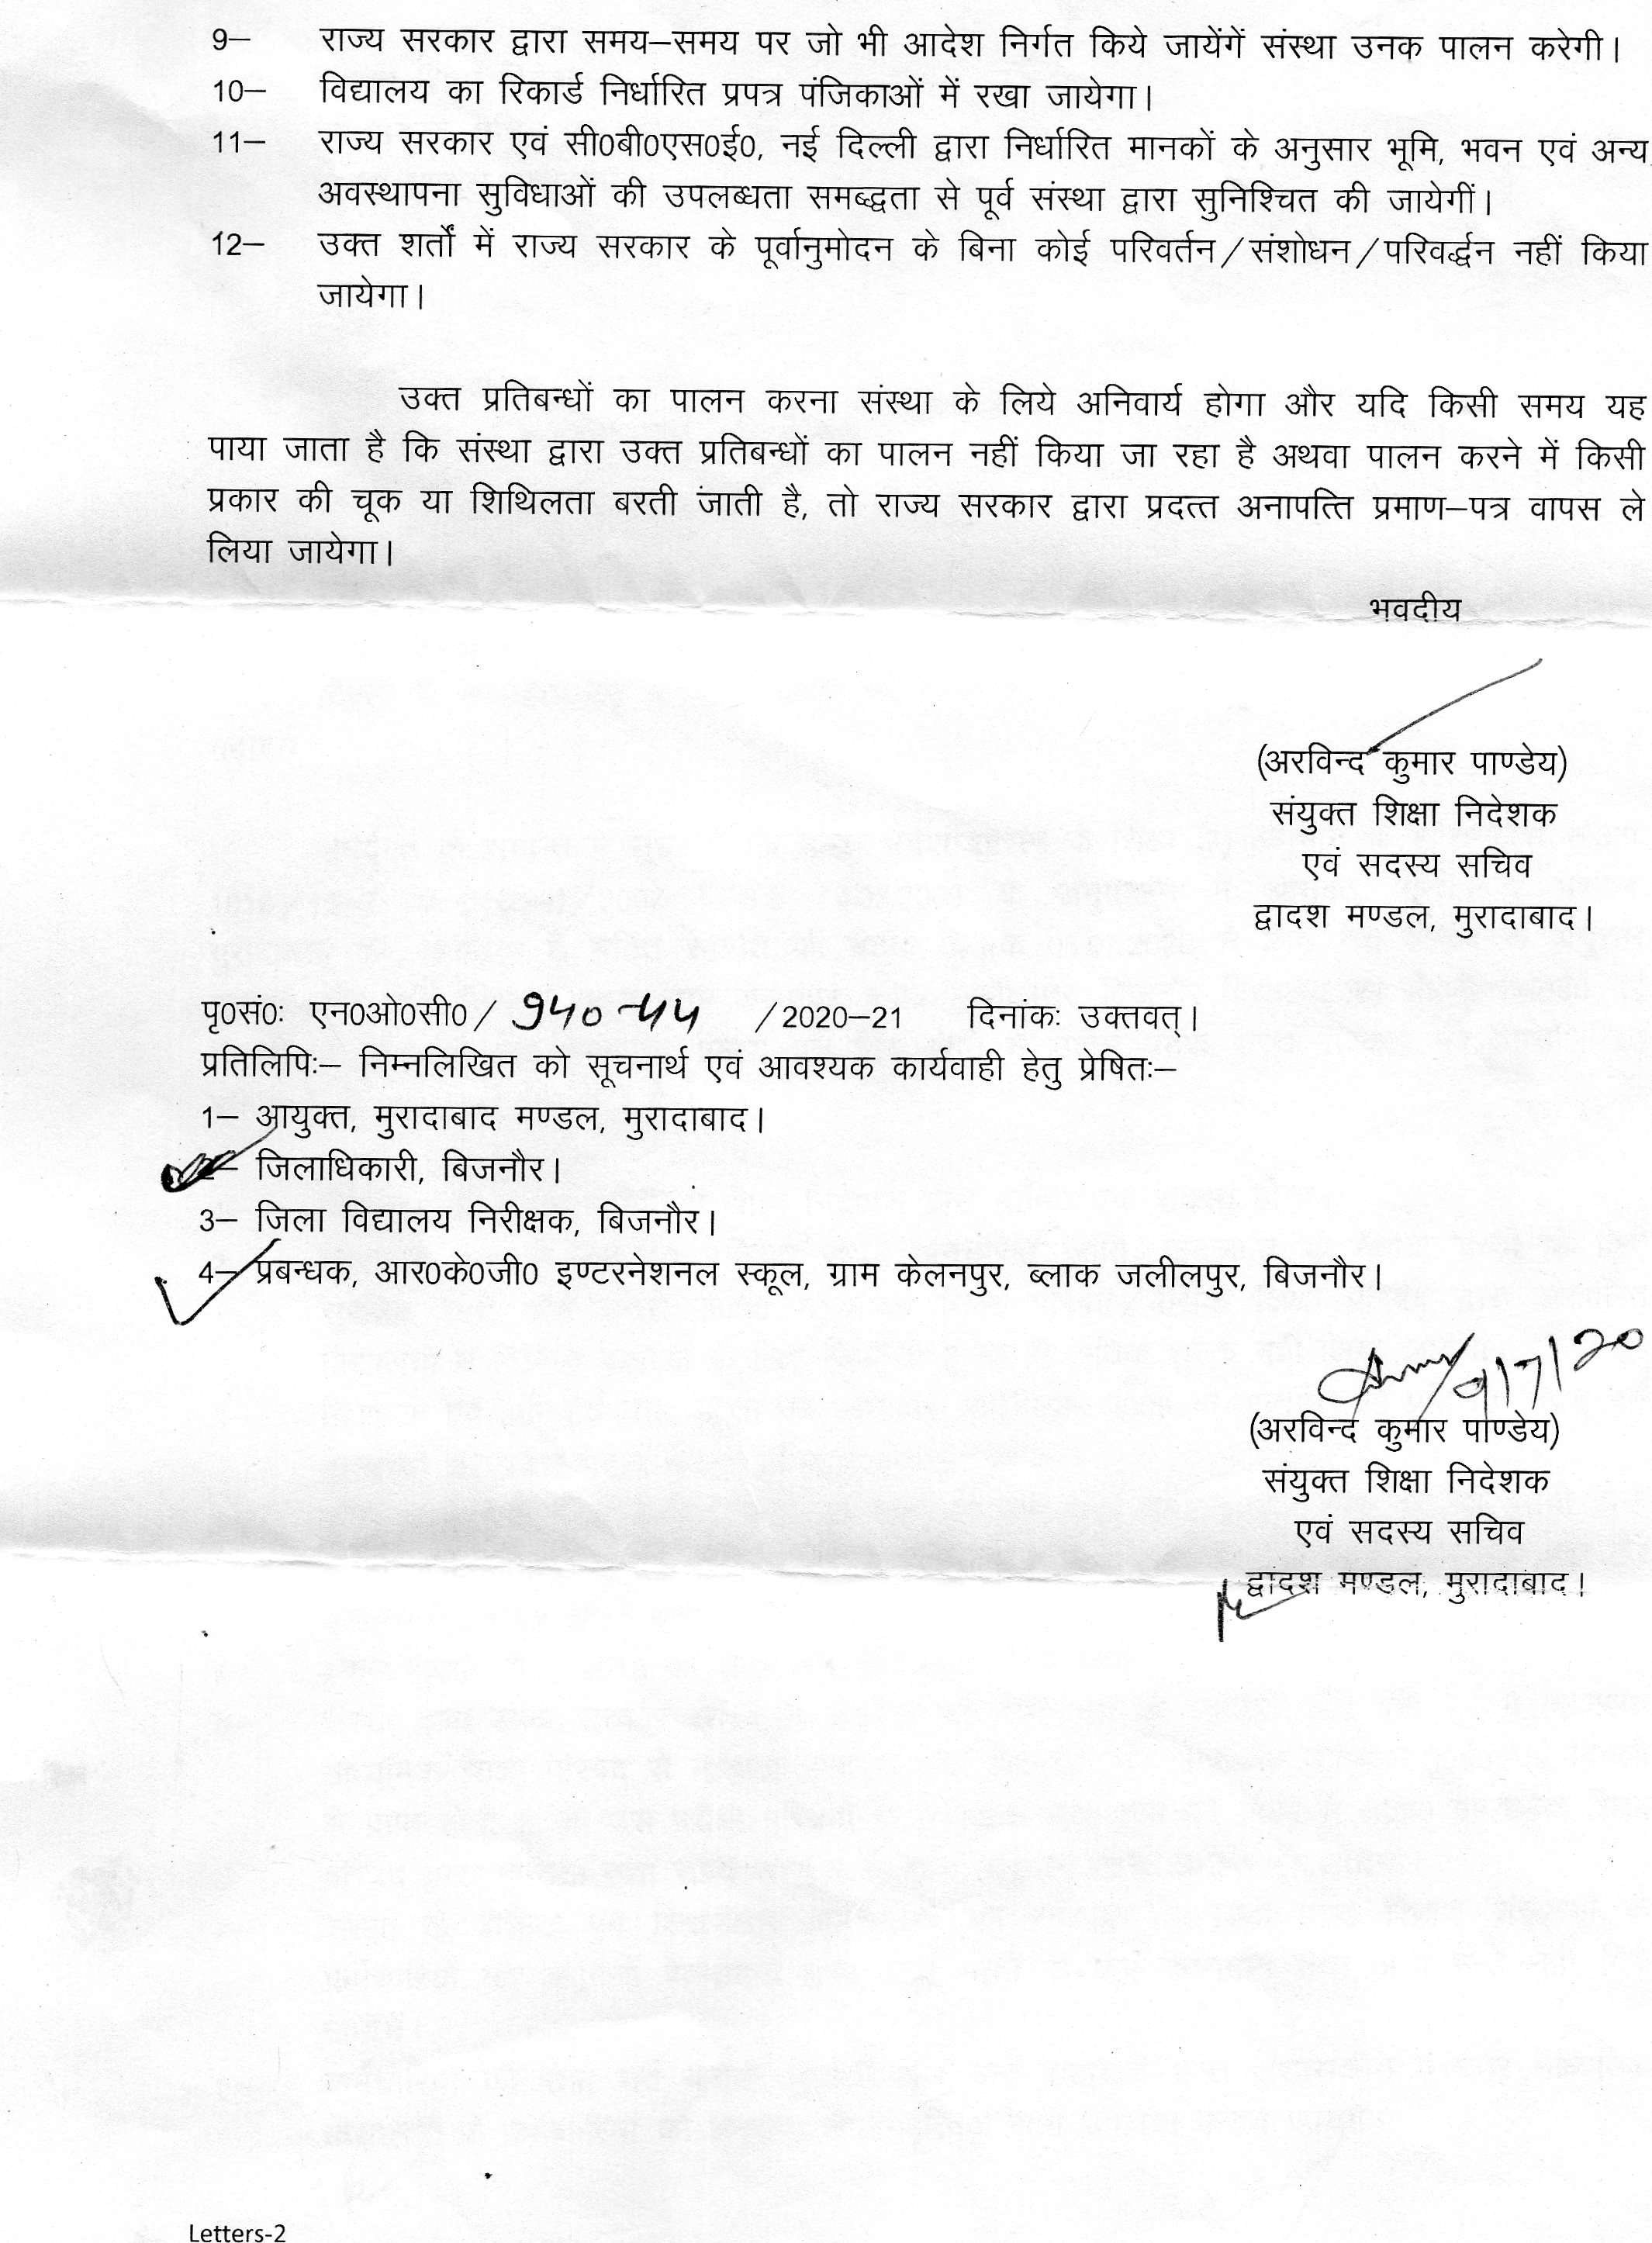 9— राज्य सरकार द्वारा समय—समय पर जो भी आदेश निर्गत किये जायेंगें संस्था उनक पालन करेगी।
10— विद्यालय का रिकार्ड निर्धारित प्रपत्र पंजिकाओं में रखा जायेगा।
11— राज्य सरकार एवं सी0बी0एस0ई0, नई दिल्ली द्वारा निर्धारित मानकों के अनुसार भूमि, भवन एवं अन्य
अवस्थापना सुविधाओं की उपलब्धता समब्द्धता से पूर्व संस्था द्वारा सुनिश्चित की जायेगीं।
12— उक्त शर्तों में राज्य सरकार के पूर्वानुमोदन के बिना कोई परिवर्तन/संशोधन/परिवर्द्धन नहीं किया
जायेगा।
उक्त प्रतिबन्धों का पालन करना संस्था के लिये अनिवार्य होगा और यदि किसी समय यह
पाया जाता है कि संस्था द्वारा उक्त प्रतिबन्धों का पालन नहीं किया जा रहा है अथवा पालन करने में किसी
प्रकार की चूक या शिथिलता बरती जाती है, तो राज्य सरकार द्वारा प्रदत्त अनापत्ति प्रमाण—पत्र वापस ले
लिया जायेगा।
भवदीय
(अरविन्द कुमार पाण्डेय)
संयुक्त शिक्षा निदेशक
एवं सदस्य सचिव
द्वादश मण्डल, मुरादाबाद।
पृ0सं0: एन0ओ0सी0/ 940-44 /2020—21 दिनांक: उक्तवत्।
प्रतिलिपि:— निम्नलिखित को सूचनार्थ एवं आवश्यक कार्यवाही हेतु प्रेषित:—
1— आयुक्त, मुरादाबाद मण्डल, मुरादाबाद।
जिलाधिकारी, बिजनौर।
3— जिला विद्यालय निरीक्षक, बिजनौर।
4— प्रबन्धक, आर0के0जी0 इण्टरनेशनल स्कूल, ग्राम केलनपुर, ब्लाक जलीलपुर, बिजनौर।
9/7/20
(अरविन्द कुमार पाण्डेय)
संयुक्त शिक्षा निदेशक
एवं सदस्य सचिव
द्वादश मण्डल, मुरादाबाद।
Letters-2